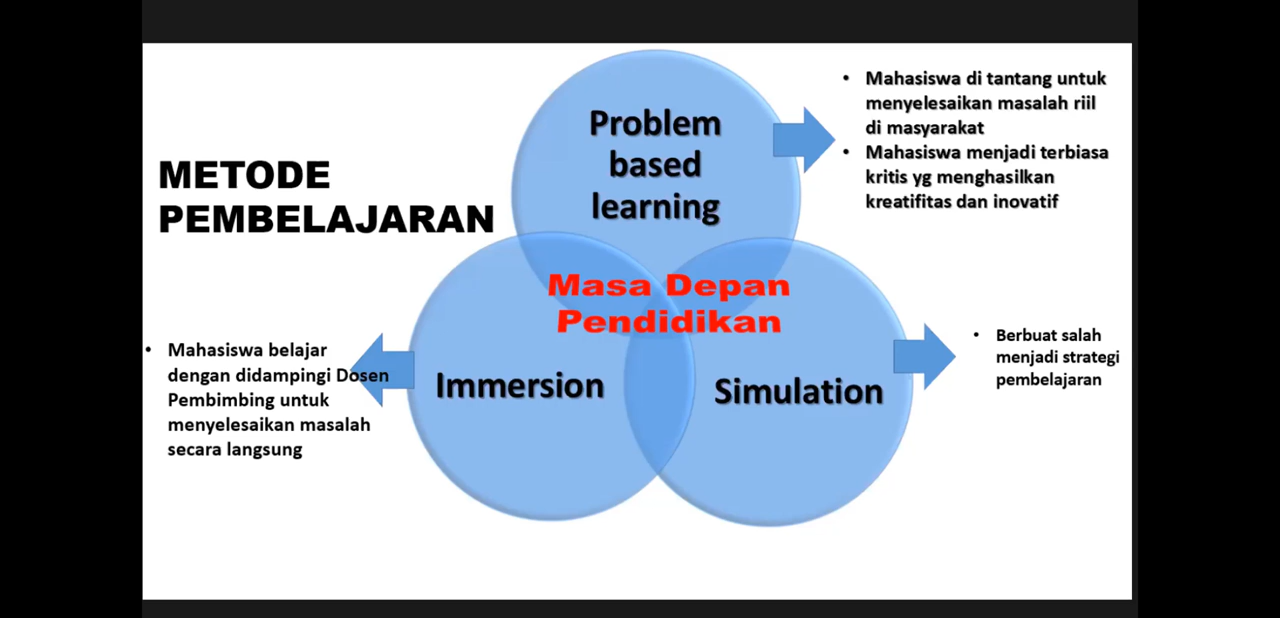 METODE
PEMBELAJARAN
Problem
based
learning
• Mahasiswa di tantang untuk
menyelesaikan masalah riil
di masyarakat
• Mahasiswa menjadi terbiasa
kritis yg menghasilkan
kreatifitas dan inovatif
Masa Depan
Pendidikan
Immersion
• Mahasiswa belajar
dengan didampingi Dosen
Pembimbing untuk
menyelesaikan masalah
secara langsung
Simulation
• Berbuat salah
menjadi strategi
pembelajaran